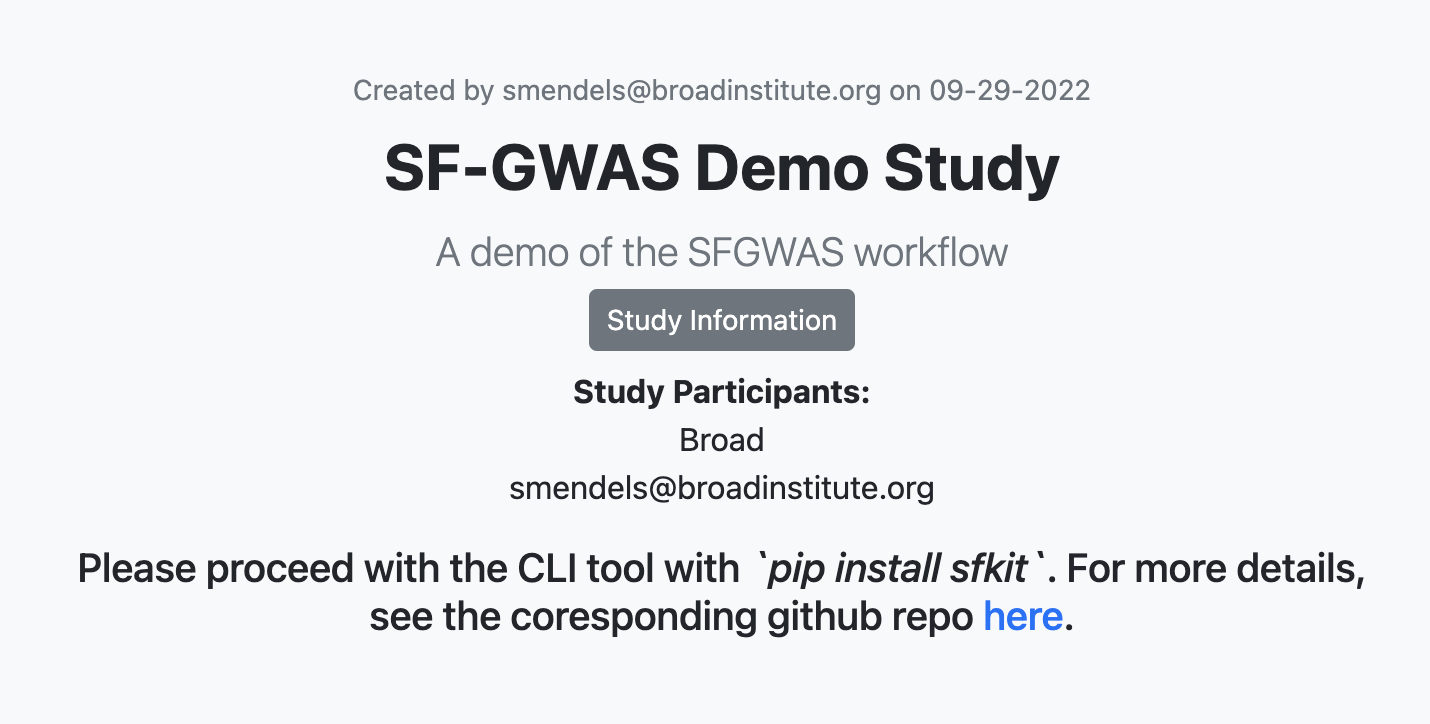 Created by smendels@broadinstitute.org on 09-29-2022
SF-GWAS Demo Study
A demo of the SFGWAS workflow
Study Information
Study Participants:
Broad
smendels@broadinstitute.org
Please proceed with the CLI tool with `pip install sfkit`. For more details,
see the coresponding github repo here.